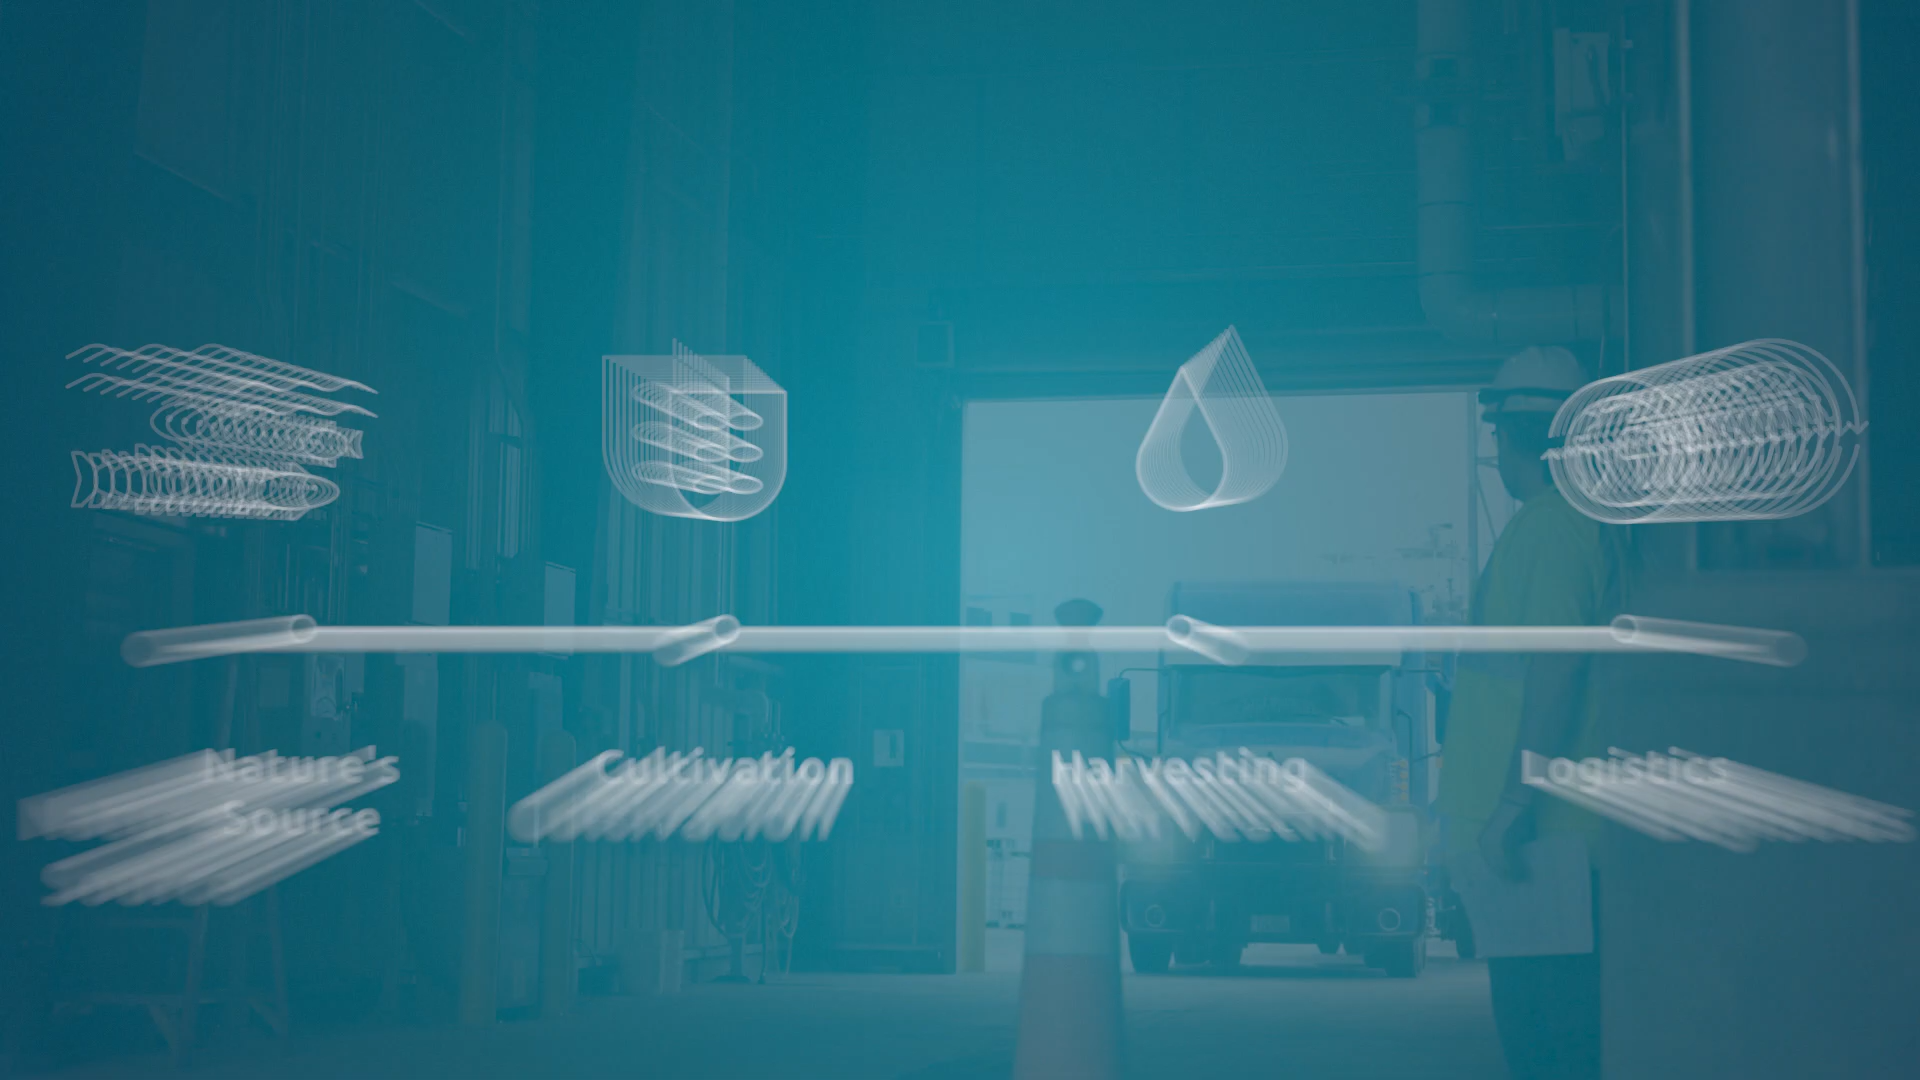 Nature's
Source
Cultivation
Harvesting
Logistics